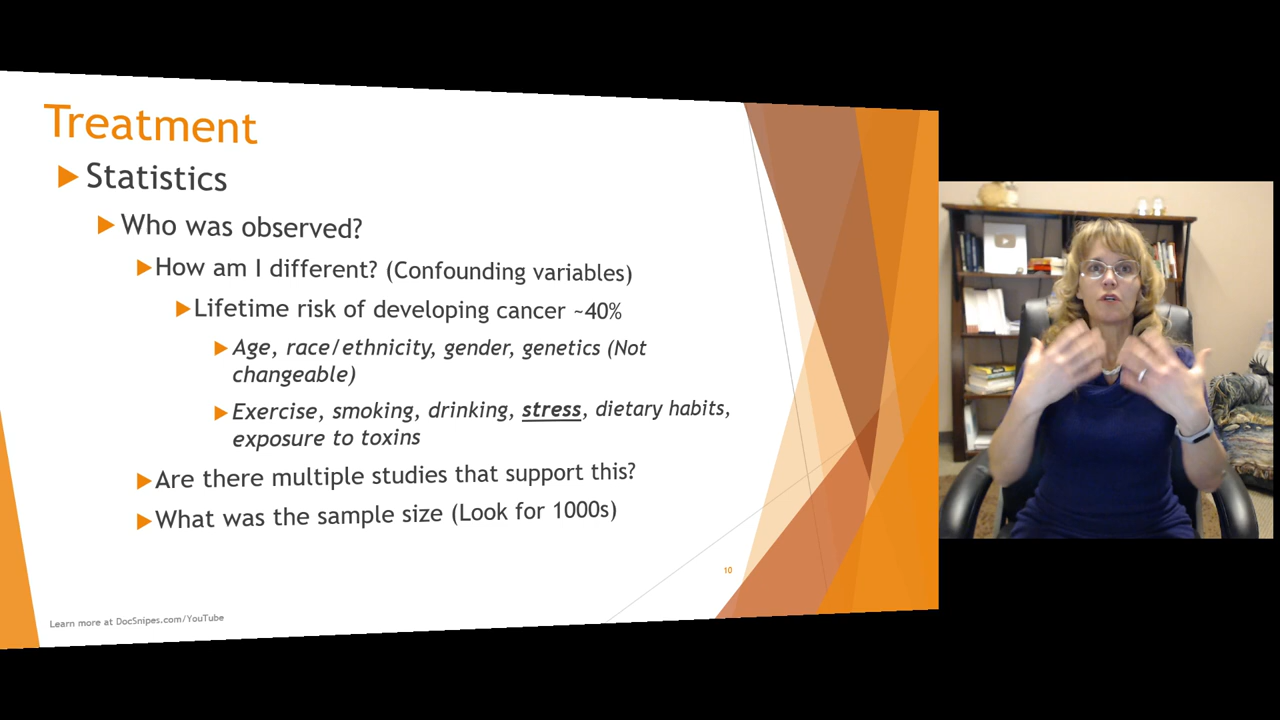 Treatment
Statistics
Who was observed?
How am I different? (Confounding variables)
Lifetime risk of developing cancer ~40%
Age, race/ethnicity, gender, genetics (Not
changeable)
Exercise, smoking, drinking, stress, dietary habits,
exposure to toxins
Are there multiple studies that support this?
What was the sample size (Look for 1000s)
10
Learn more at DocSnipes.com/YouTube